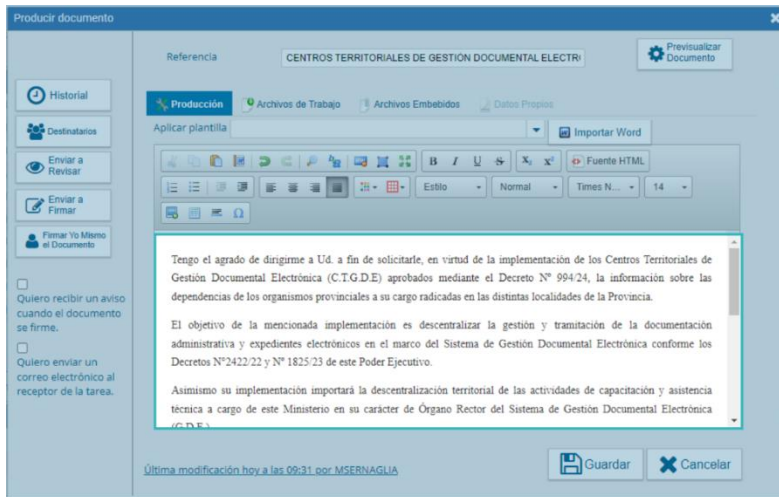 Producir documento
Referencia
CENTROS TERRITORIALES DE GESTIÓN DOCUMENTAL ELECTR
Previsualizar
Documento
Historial
Destinatarios
Enviar a
Revisar
Enviar a
Firmar
Firmar Yo Mismo
el Documento
Quiero recibir un aviso
cuando el documento
se firme.
Quiero enviar un
correo electrónico al
receptor de la tarea.
Producción
Archivos de Trabajo
Archivos Embebidos
Datos Propios
Aplicar plantilla
Importar Word
B I U S X₂ X² Fuente HTML
Estilo
Normal
Times N...
14
Tengo el agrado de dirigirme a Ud. a fin de solicitarle, en virtud de la implementación de los Centros Territoriales de
Gestión Documental Electrónica (C.T.G.D.E) aprobados mediante el Decreto Nº 994/24, la información sobre las
dependencias de los organismos provinciales a su cargo radicadas en las distintas localidades de la Provincia.
El objetivo de la mencionada implementación es descentralizar la gestión y tramitación de la documentación
administrativa y expedientes electrónicos en el marco del Sistema de Gestión Documental Electrónica conforme los
Decretos Nº2422/22 y Nº 1825/23 de este Poder Ejecutivo.
Asimismo su implementación importará la descentralización territorial de las actividades de capacitación y asistencia
técnica a cargo de este Ministerio en su carácter de Órgano Rector del Sistema de Gestión Documental Electrónica
(G.D.E.)
Última modificación hoy a las 09:31 por MSERNAGLIA
Guardar
Cancelar